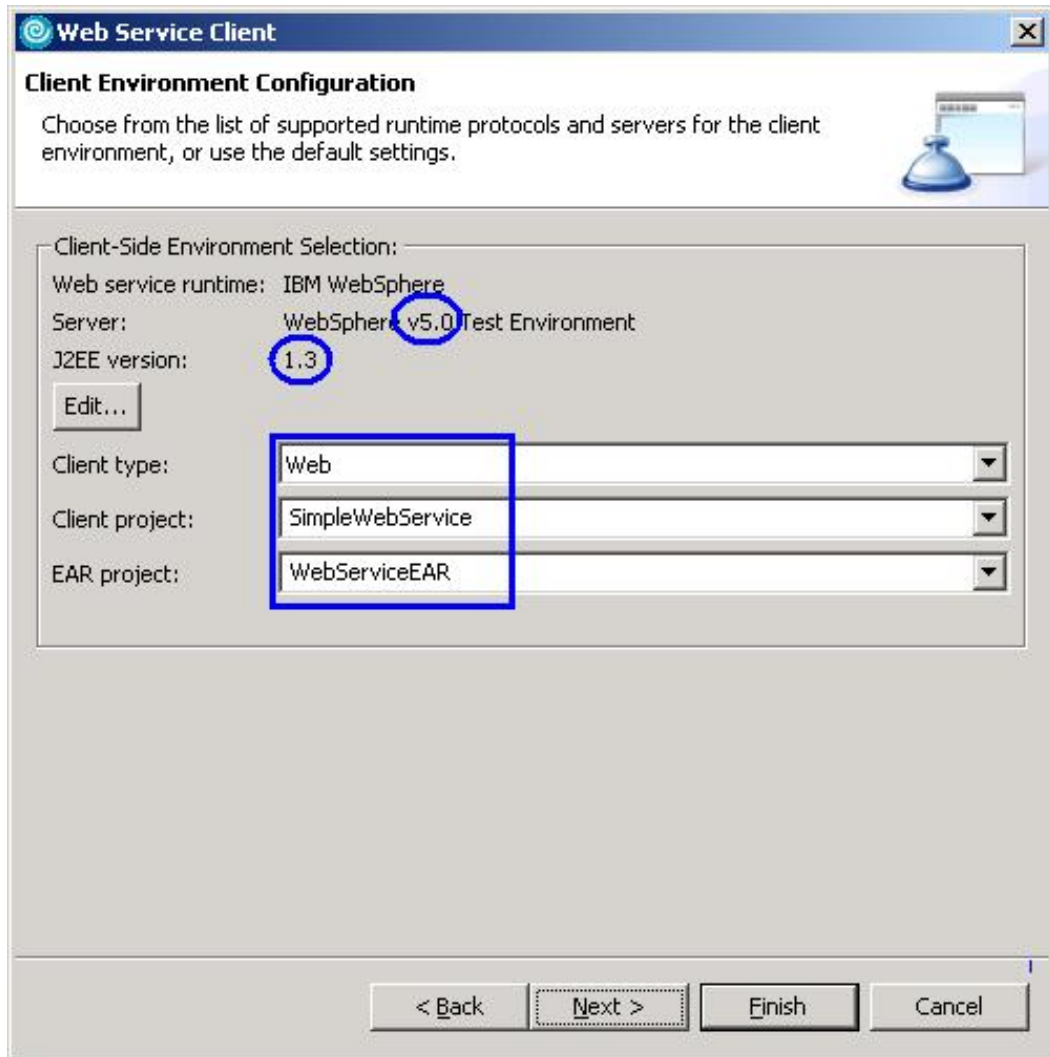 Web Service Client
Client Environment Configuration
Choose from the list of supported runtime protocols and servers for the client
environment, or use the default settings.
Client-Side Environment Selection:
Web service runtime: IBM WebSphere
Server: WebSphere v5.0 Test Environment
J2EE version: 1.3
Edit...
Client type: Web
Client project: SimpleWebService
EAR project: WebServiceEAR
< Back Next > Finish Cancel